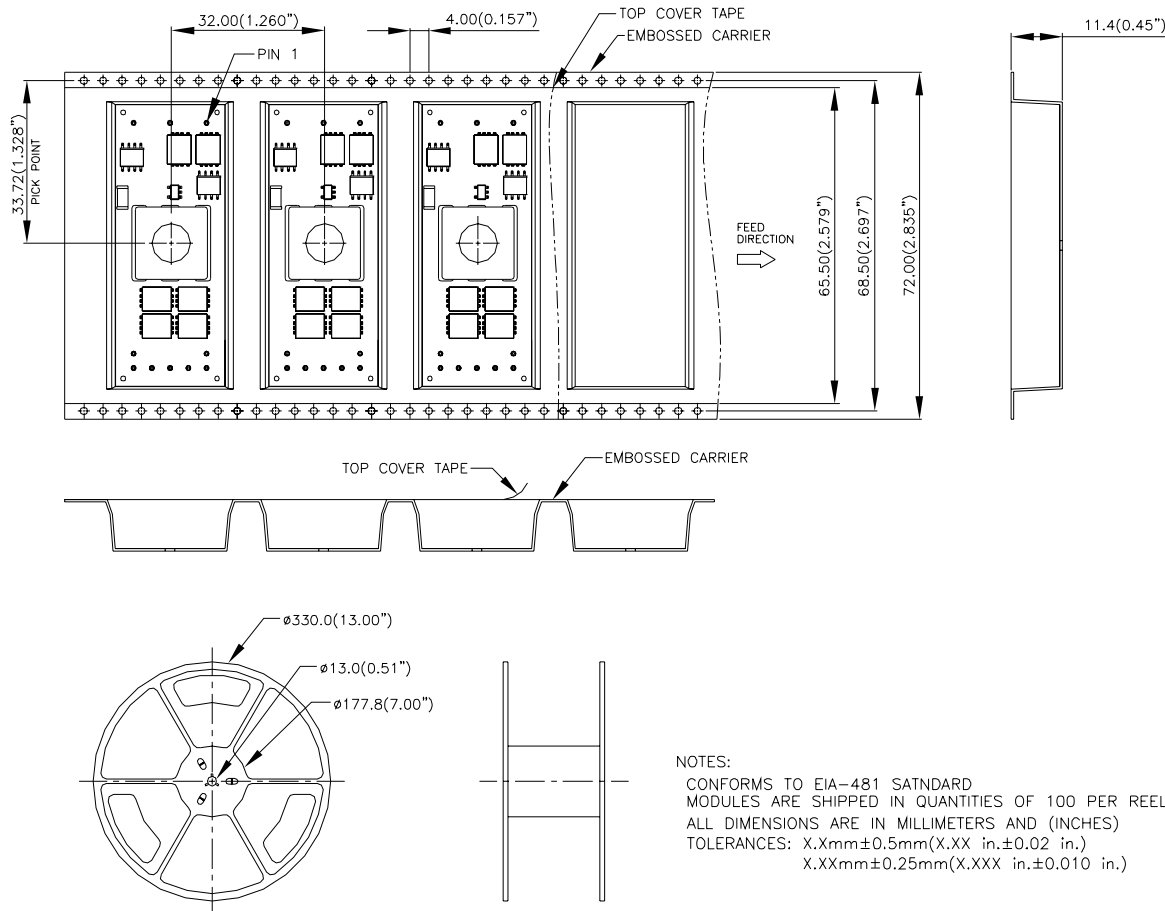 32.00(1.260")
4.00(0.157")
TOP COVER TAPE
EMBOSSED CARRIER
11.4(0.45")
PIN 1
33.72(1.328")
PICK POINT
FEED
DIRECTION
65.50(2.579")
68.50(2.697")
72.00(2.835")
TOP COVER TAPE
EMBOSSED CARRIER
ø330.0(13.00")
ø13.0(0.51")
ø177.8(7.00")
NOTES:
CONFORMS TO EIA-481 SATNDARD
MODULES ARE SHIPPED IN QUANTITIES OF 100 PER REEL
ALL DIMENSIONS ARE IN MILLIMETERS AND (INCHES)
TOLERANCES: X.Xmm±0.5mm(X.XX in.±0.02 in.)
X.XXmm±0.25mm(X.XXX in.±0.010 in.)